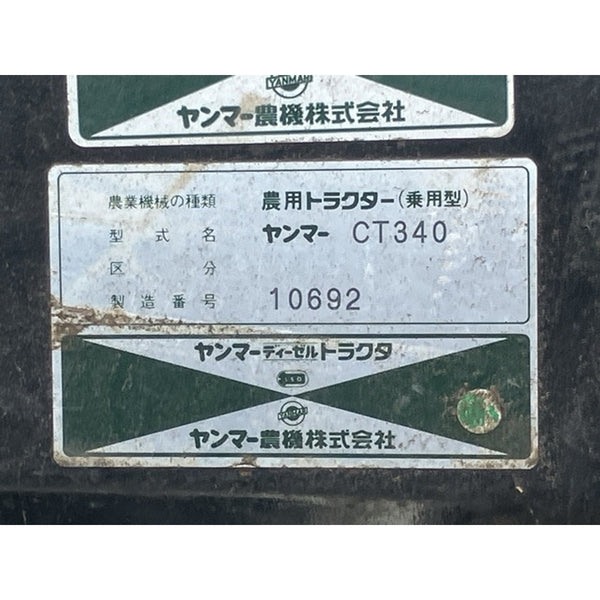 YANMAR
ヤンマー農機株式会社
農業機械の種類 農用トラクター(乗用型)
型式名 ヤンマー CT340
区分
製造番号 10692
ヤンマーディーゼルトラクタ
ヤンマー農機株式会社